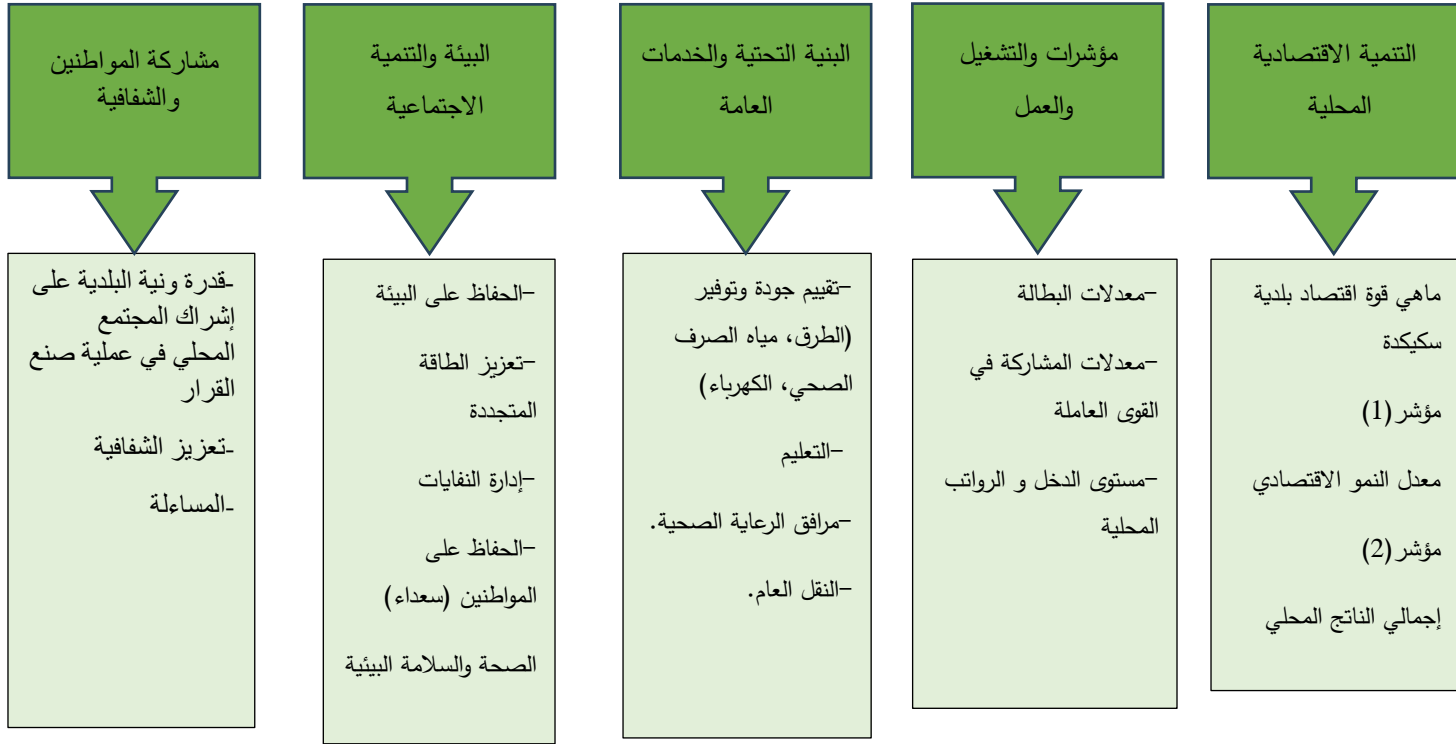 التنمية الاقتصادية
المحلية
مؤشرات والتشغيل
والعمل
البنية التحتية والخدمات
العامة
البيئة والتنمية
الاجتماعية
مشاركة المواطنين
والشفافية
ماهي قوة اقتصاد بلدية
سكيكدة
مؤشر(1)
معدل النمو الاقتصادي
مؤشر(2)
إجمالي الناتج المحلي
-معدلات البطالة
-معدلات المشاركة في
القوى العاملة
-مستوى الدخل و الرواتب
المحلية
-تقييم جودة وتوفير
(الطرق، مياه الصرف
الصحي، الكهرباء)
-التعليم
-مرافق الرعاية الصحية.
-النقل العام.
-الحفاظ على البيئة
-تعزيز الطاقة
المتجددة
-إدارة النفايات
-الحفاظ على
المواطنين (سعداء)
الصحة والسلامة البيئية
-قدرة ونية البلدية على
إشراك المجتمع
المحلي في عملية صنع
القرار
-تعزيز الشفافية
-المساءلة